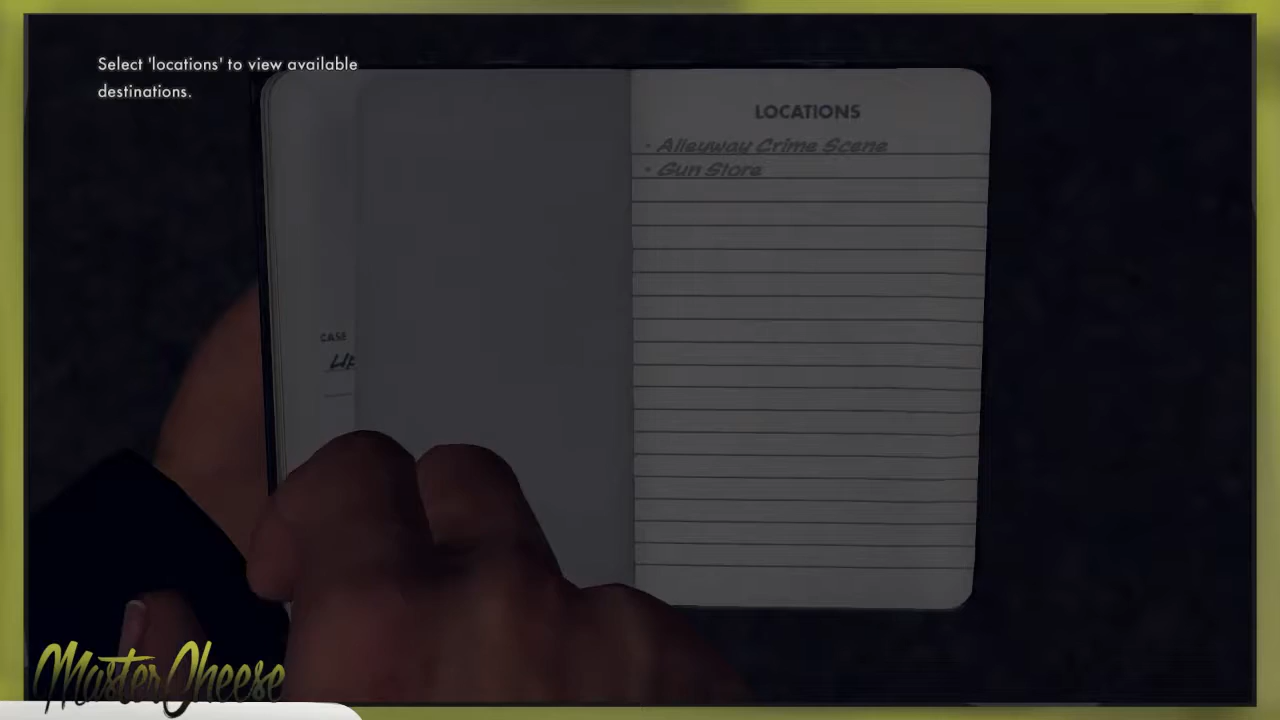 Select 'locations' to view available
destinations.
LOCATIONS
· Alleyway Crime Scene
· Gun Store
CASE
MasterCheese